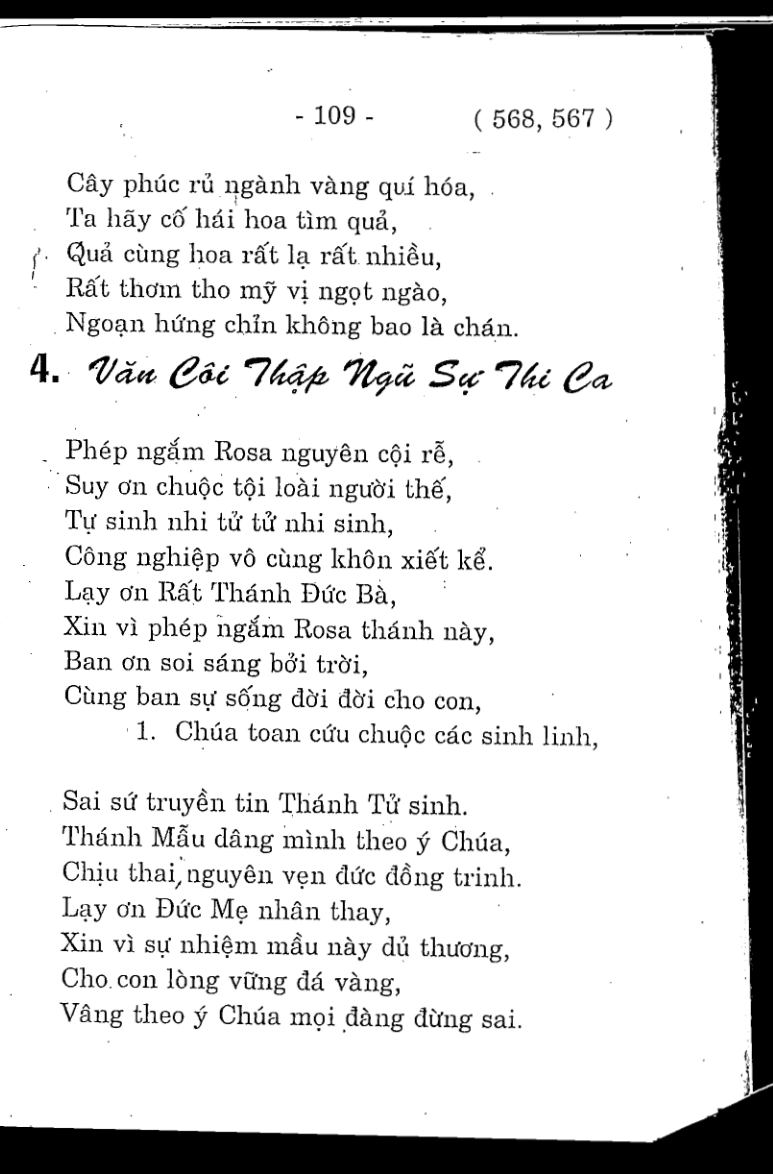 - 109 - ( 568, 567 )
Cây phúc rủ ngành vàng quí hóa,
Ta hãy cố hái hoa tìm quả,
Quả cùng hoa rất lạ rất nhiều,
Rất thơm tho mỹ vị ngọt ngào,
Ngoạn hứng chỉn không bao là chán.
4. Văn Côi Thập Ngũ Sự Thi Ca
Phép ngắm Rosa nguyên cội rễ,
Suy ơn chuộc tội loài người thế,
Tự sinh nhi tử tử nhi sinh,
Công nghiệp vô cùng khôn xiết kể.
Lạy ơn Rất Thánh Đức Bà,
Xin vì phép ngắm Rosa thánh này,
Ban ơn soi sáng bởi trời,
Cùng ban sự sống đời đời cho con,
1. Chúa toan cứu chuộc các sinh linh,
Sai sứ truyền tin Thánh Tử sinh.
Thánh Mẫu dâng mình theo ý Chúa,
Chịu thai nguyên vẹn đức đồng trinh.
Lạy ơn Đức Mẹ nhân thay,
Xin vì sự nhiệm mầu này dủ thương,
Cho con lòng vững đá vàng,
Vâng theo ý Chúa mọi đàng đừng sai.